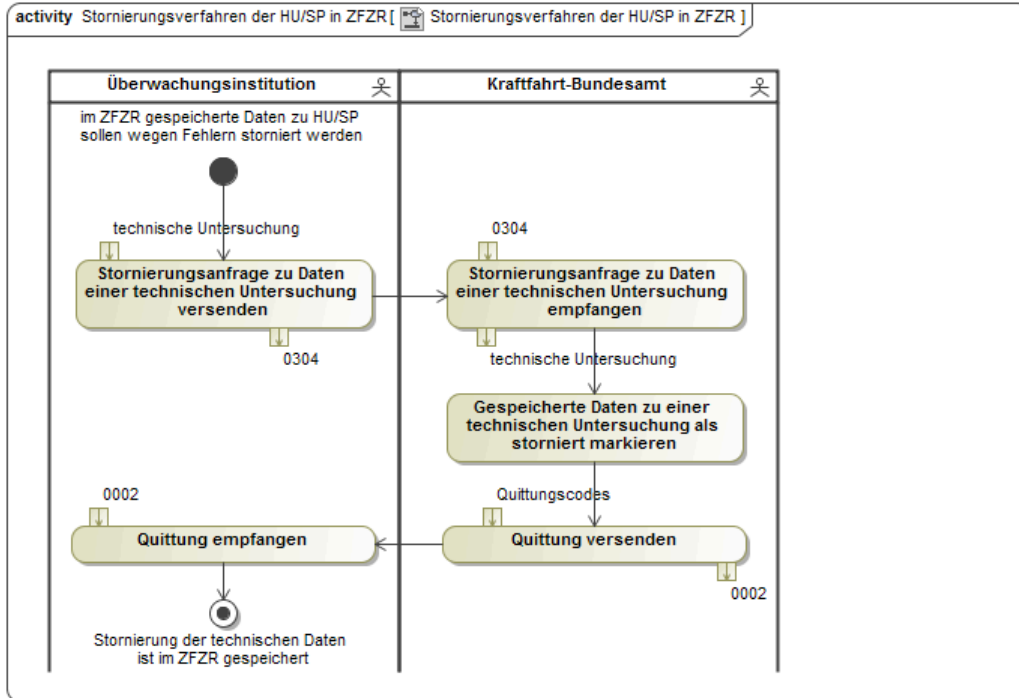 activity Stornierungsverfahren der HU/SP in ZFZR [ Stornierungsverfahren der HU/SP in ZFZR ]
Überwachungsinstitution
Kraftfahrt-Bundesamt
im ZFZR gespeicherte Daten zu HU/SP
sollen wegen Fehlern storniert werden
technische Untersuchung
0304
Stornierungsanfrage zu Daten
einer technischen Untersuchung
versenden
0304
Stornierungsanfrage zu Daten
einer technischen Untersuchung
empfangen
technische Untersuchung
Gespeicherte Daten zu einer
technischen Untersuchung als
storniert markieren
0002
Quittungscodes
Quittung empfangen
Quittung versenden
0002
Stornierung der technischen Daten
ist im ZFZR gespeichert